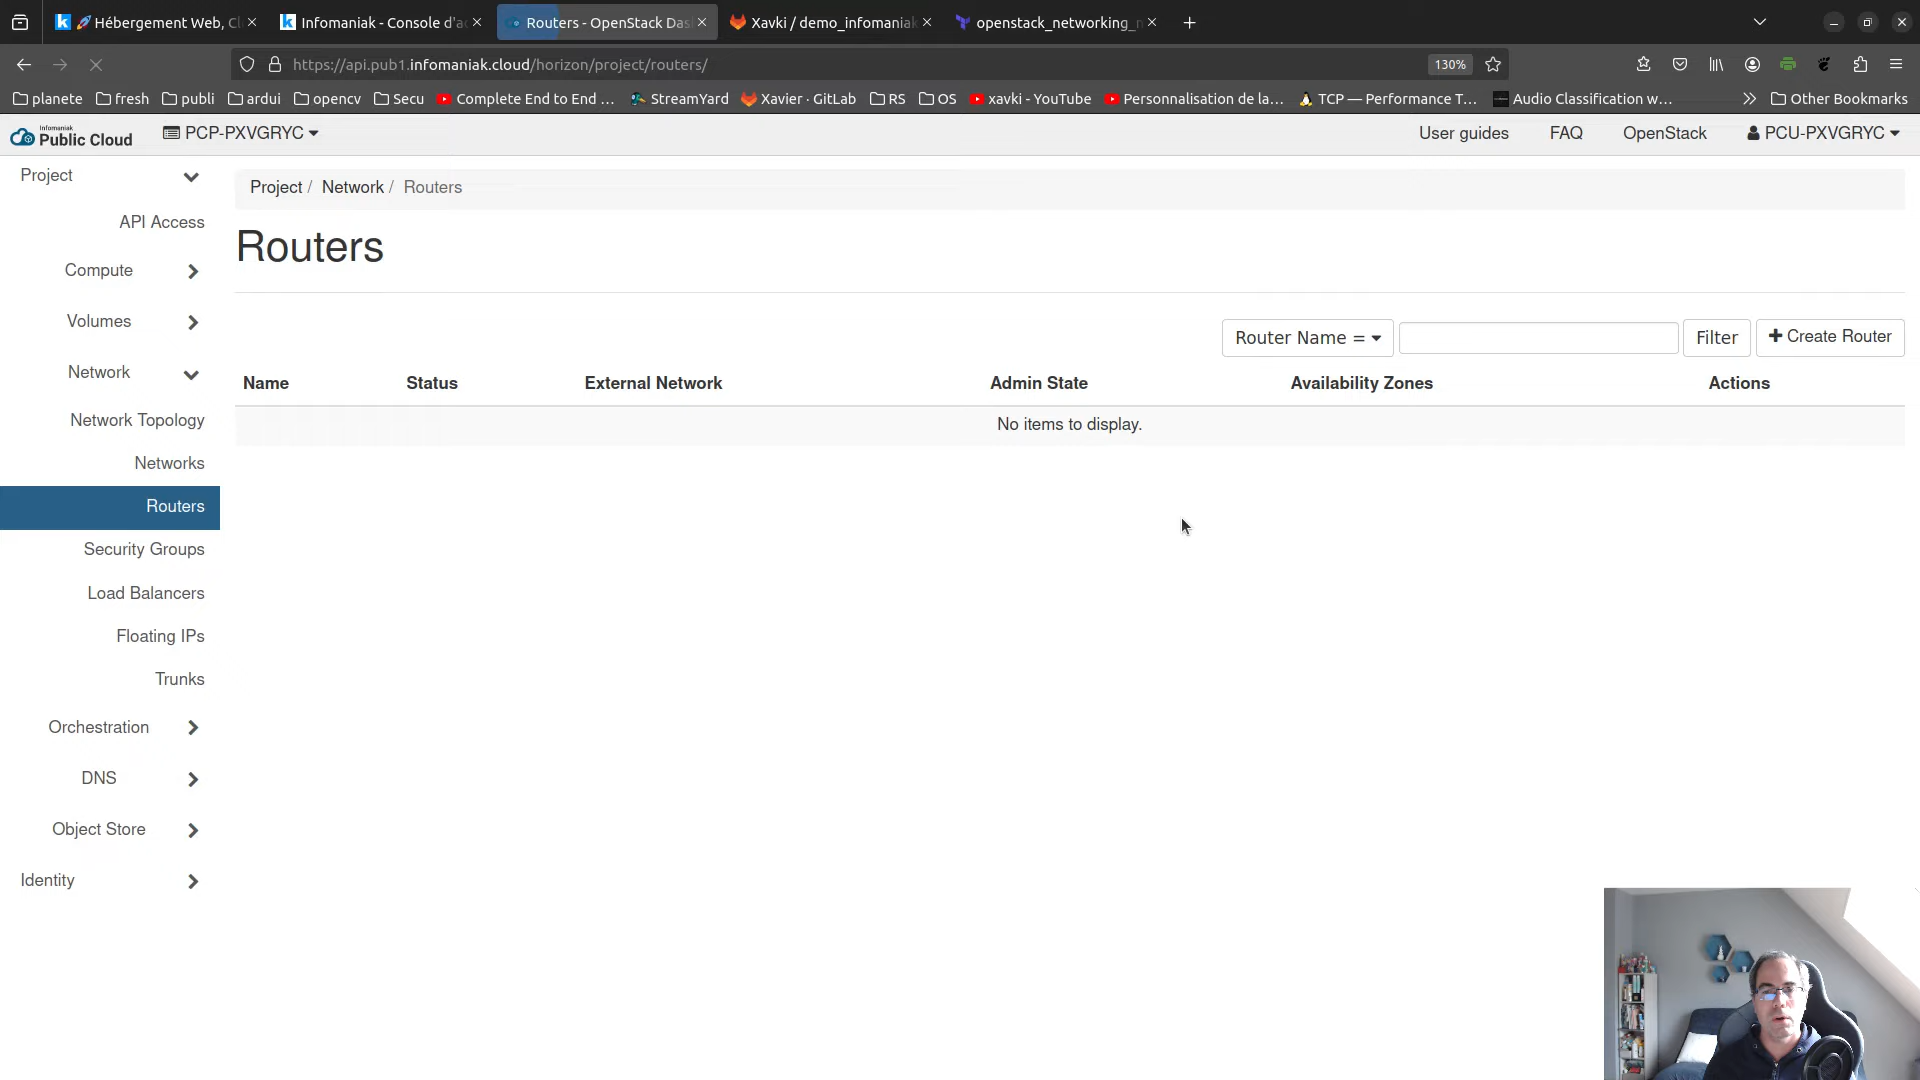 🚀 Hébergement Web, Cl
Infomaniak - Console d'a
Routers - OpenStack Das
Xavki / demo_infomaniak
openstack_networking_
https://api.pub1.infomaniak.cloud/horizon/project/routers/
130%
planete
fresh
publi
ardui
opencv
Secu
Complete End to End ...
StreamYard
Xavier · GitLab
RS
OS
xavki - YouTube
Personnalisation de la...
TCP — Performance T...
Audio Classification w...
Other Bookmarks
infomaniak
Public Cloud
PCP-PXVGRYC
User guides
FAQ
OpenStack
PCU-PXVGRYC
Project
API Access
Compute
Volumes
Network
Network Topology
Networks
Routers
Security Groups
Load Balancers
Floating IPs
Trunks
Orchestration
DNS
Object Store
Identity
Project / Network / Routers
Routers
Router Name =
Filter
+ Create Router
Name Status External Network Admin State Availability Zones Actions
No items to display.